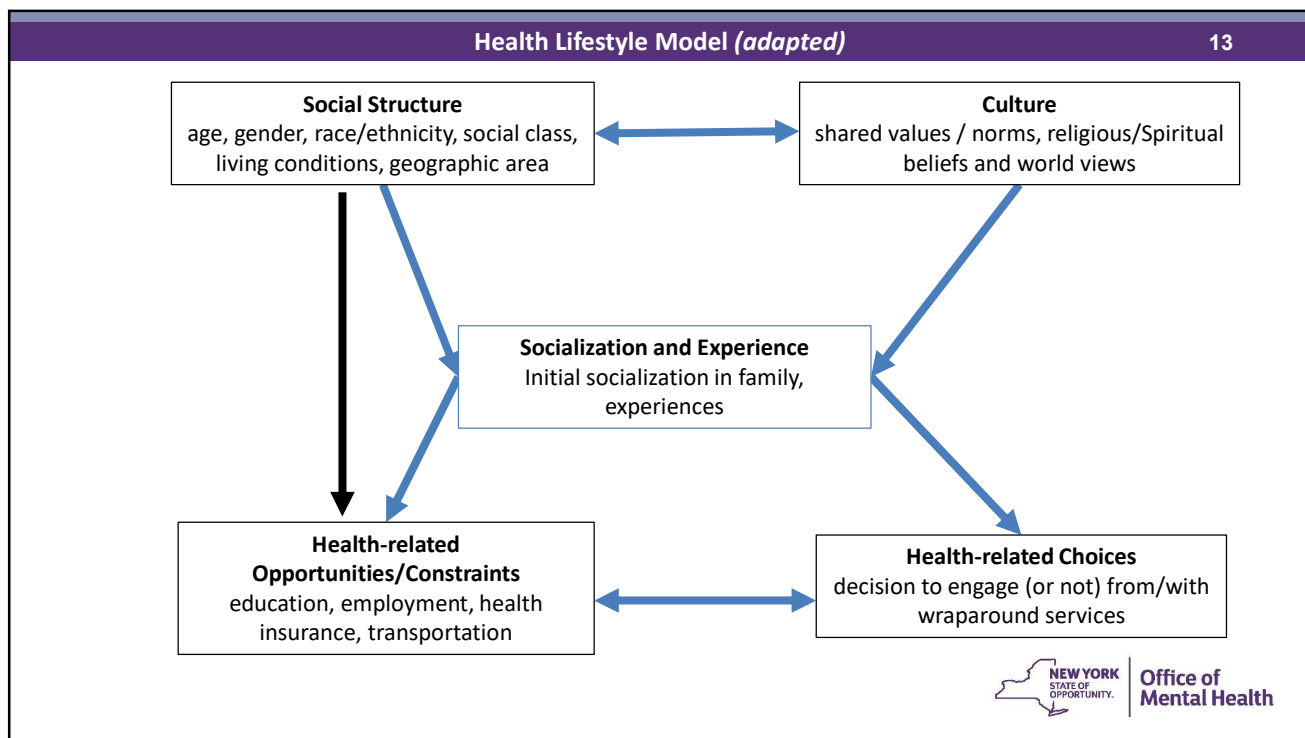 Health Lifestyle Model (adapted)
13
Social Structure
age, gender, race/ethnicity, social class,
living conditions, geographic area
Culture
shared values / norms, religious/Spiritual
beliefs and world views
Socialization and Experience
Initial socialization in family,
experiences
Health-related
Opportunities/Constraints
education, employment, health
insurance, transportation
Health-related Choices
decision to engage (or not) from/with
wraparound services
NEW YORK
STATE OF
OPPORTUNITY.
Office of
Mental Health